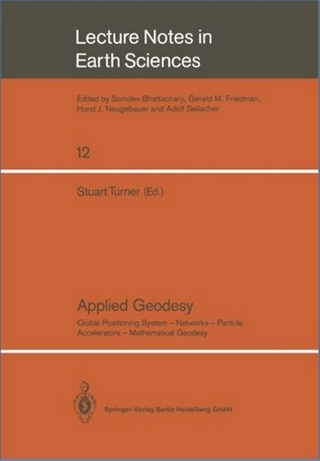 Lecture Notes in
Earth Sciences
Edited by Somdev Bhattacharji, Gerald M. Friedman,
Horst J. Neugebauer and Adolf Seilacher
12
Stuart Turner (Ed.)
Applied Geodesy
Global Positioning System – Networks – Particle
Accelerators – Mathematical Geodesy
Springer-Verlag Berlin Heidelberg GmbH